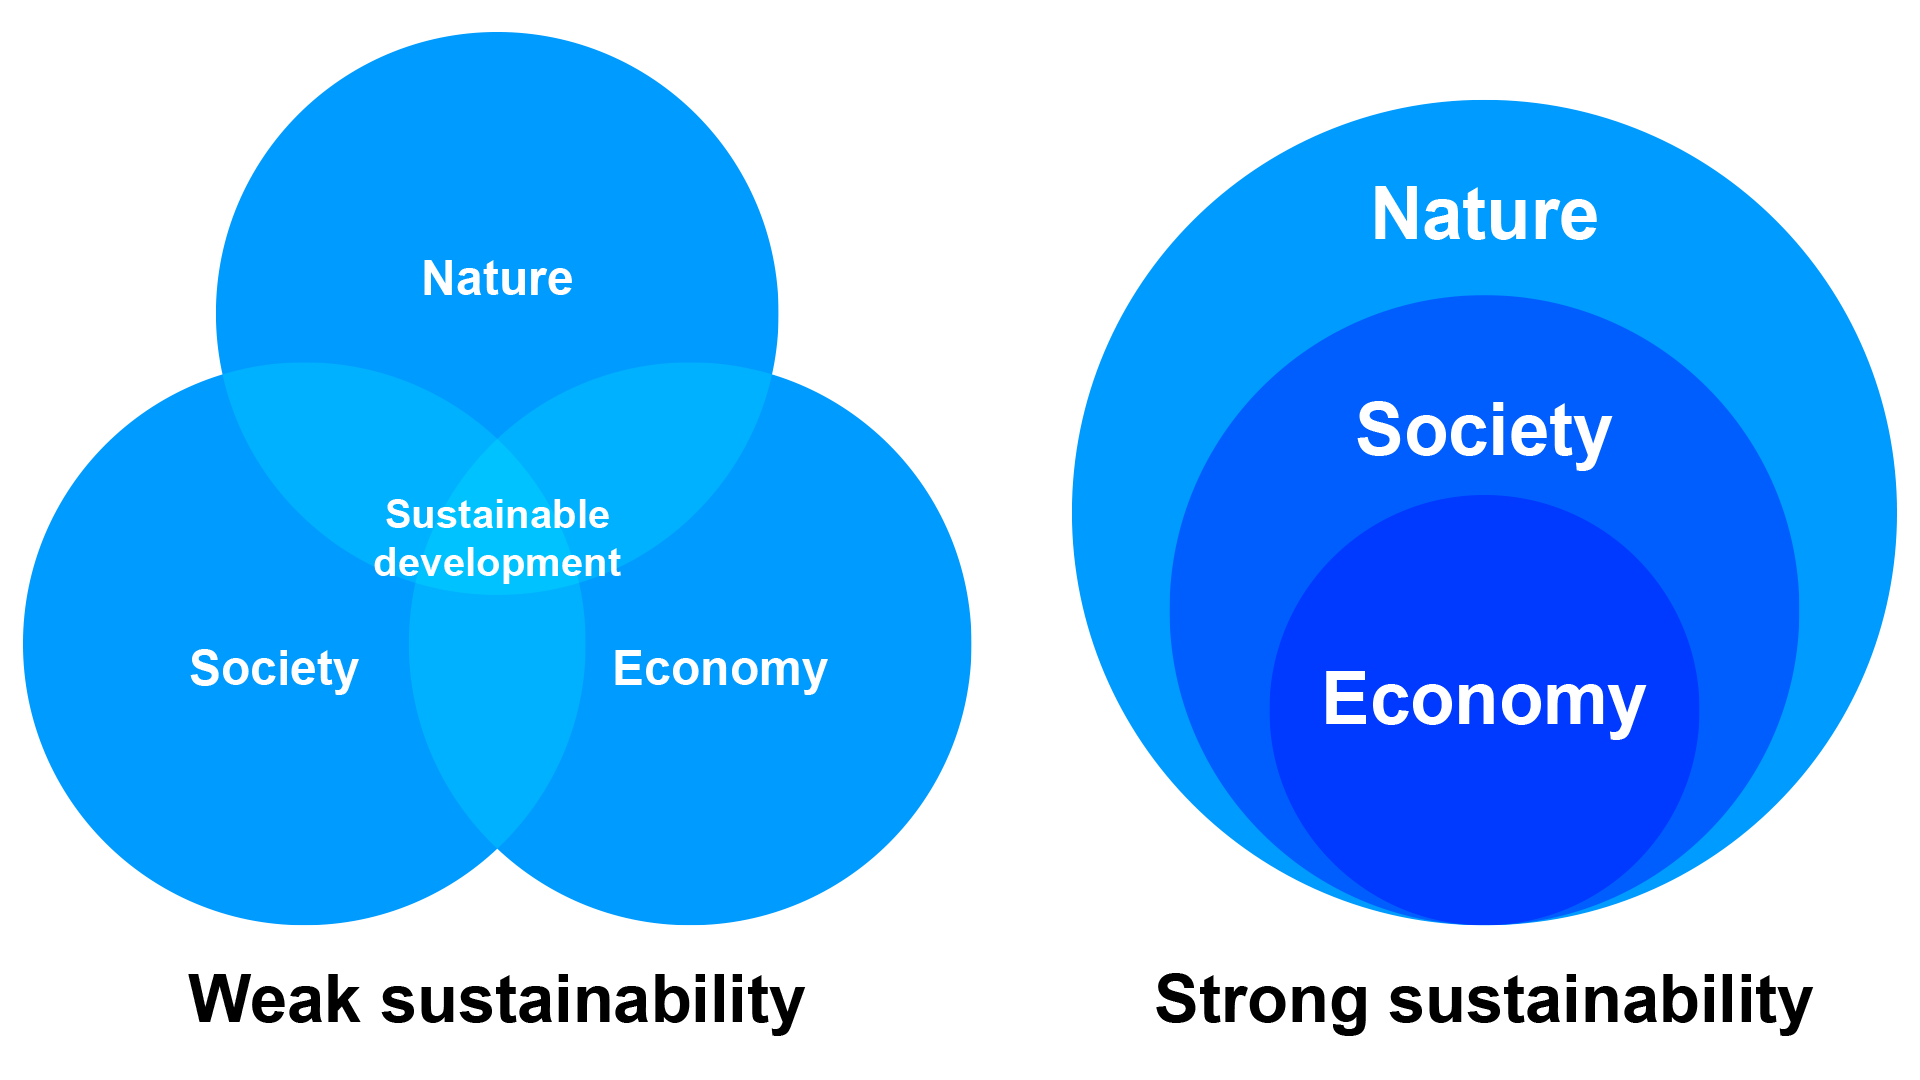 Nature
Sustainable
development
Society
Economy
Weak sustainability
Nature
Society
Economy
Strong sustainability